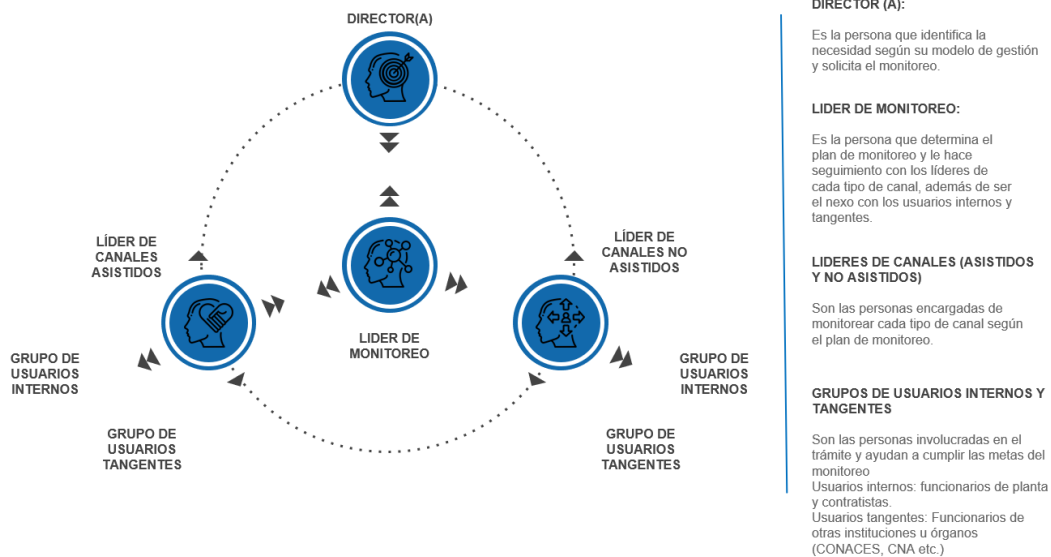 DIRECTOR(A)
LÍDER DE
CANALES
ASISTIDOS
LÍDER DE
CANALES NO
ASISTIDOS
LIDER DE
MONITOREO
GRUPO DE
USUARIOS
INTERNOS
GRUPO DE
USUARIOS
INTERNOS
GRUPO DE
USUARIOS
TANGENTES
GRUPO DE
USUARIOS
TANGENTES
DIRECTOR (A):
Es la persona que identifica la
necesidad según su modelo de gestión
y solicita el monitoreo.
LIDER DE MONITOREO:
Es la persona que determina el
plan de monitoreo y le hace
seguimiento con los líderes de
cada tipo de canal, además de ser
el nexo con los usuarios internos y
tangentes.
LIDERES DE CANALES (ASISTIDOS
Y NO ASISTIDOS)
Son las personas encargadas de
monitorear cada tipo de canal según
el plan de monitoreo.
GRUPOS DE USUARIOS INTERNOS Y
TANGENTES
Son las personas involucradas en el
trámite y ayudan a cumplir las metas del
monitoreo
Usuarios internos: funcionarios de planta
y contratistas.
Usuarios tangentes: Funcionarios de
otras instituciones u órganos
(CONACES, CNA etc.)